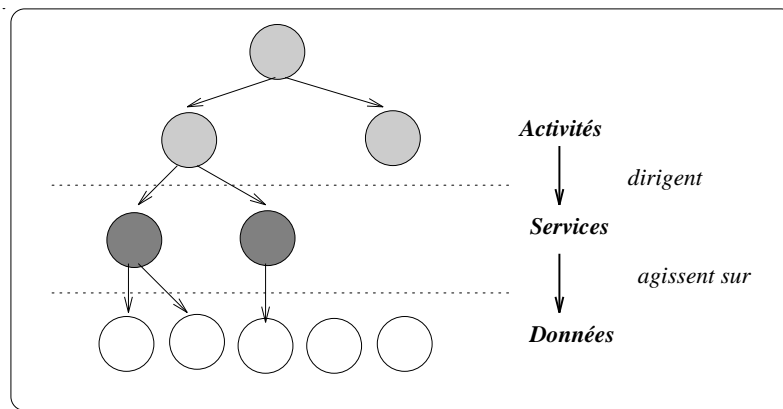 Activités
dirigent
Services
agissent sur
Données